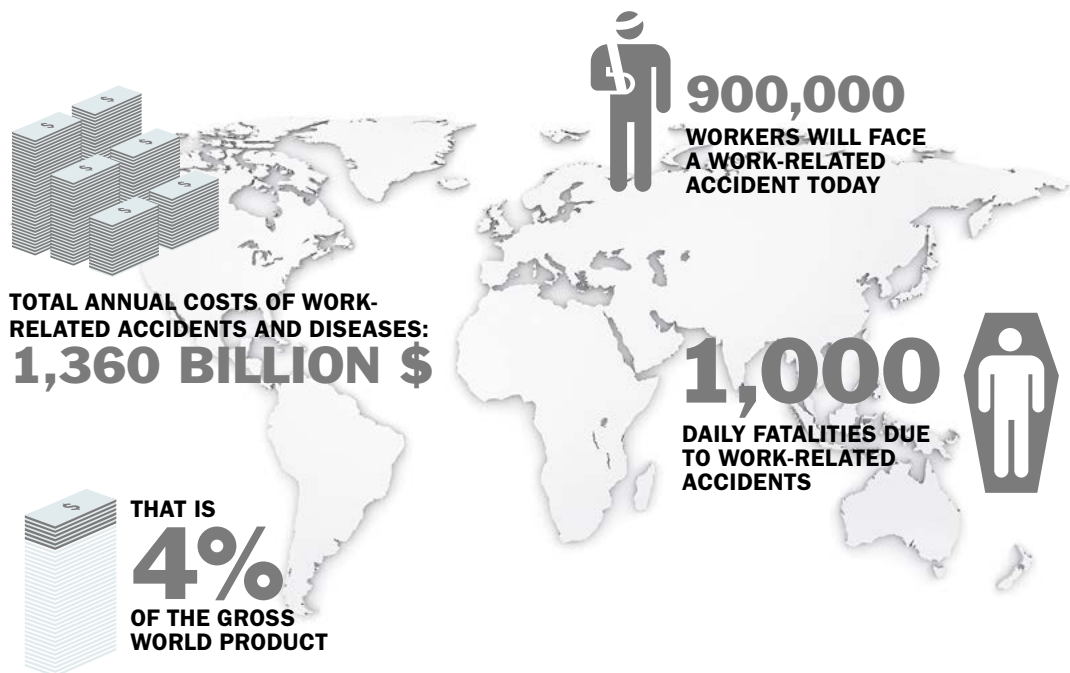 900,000
WORKERS WILL FACE
A WORK-RELATED
ACCIDENT TODAY
TOTAL ANNUAL COSTS OF WORK-
RELATED ACCIDENTS AND DISEASES:
1,360 BILLION $
1,000
DAILY FATALITIES DUE
TO WORK-RELATED
ACCIDENTS
THAT IS
4%
OF THE GROSS
WORLD PRODUCT